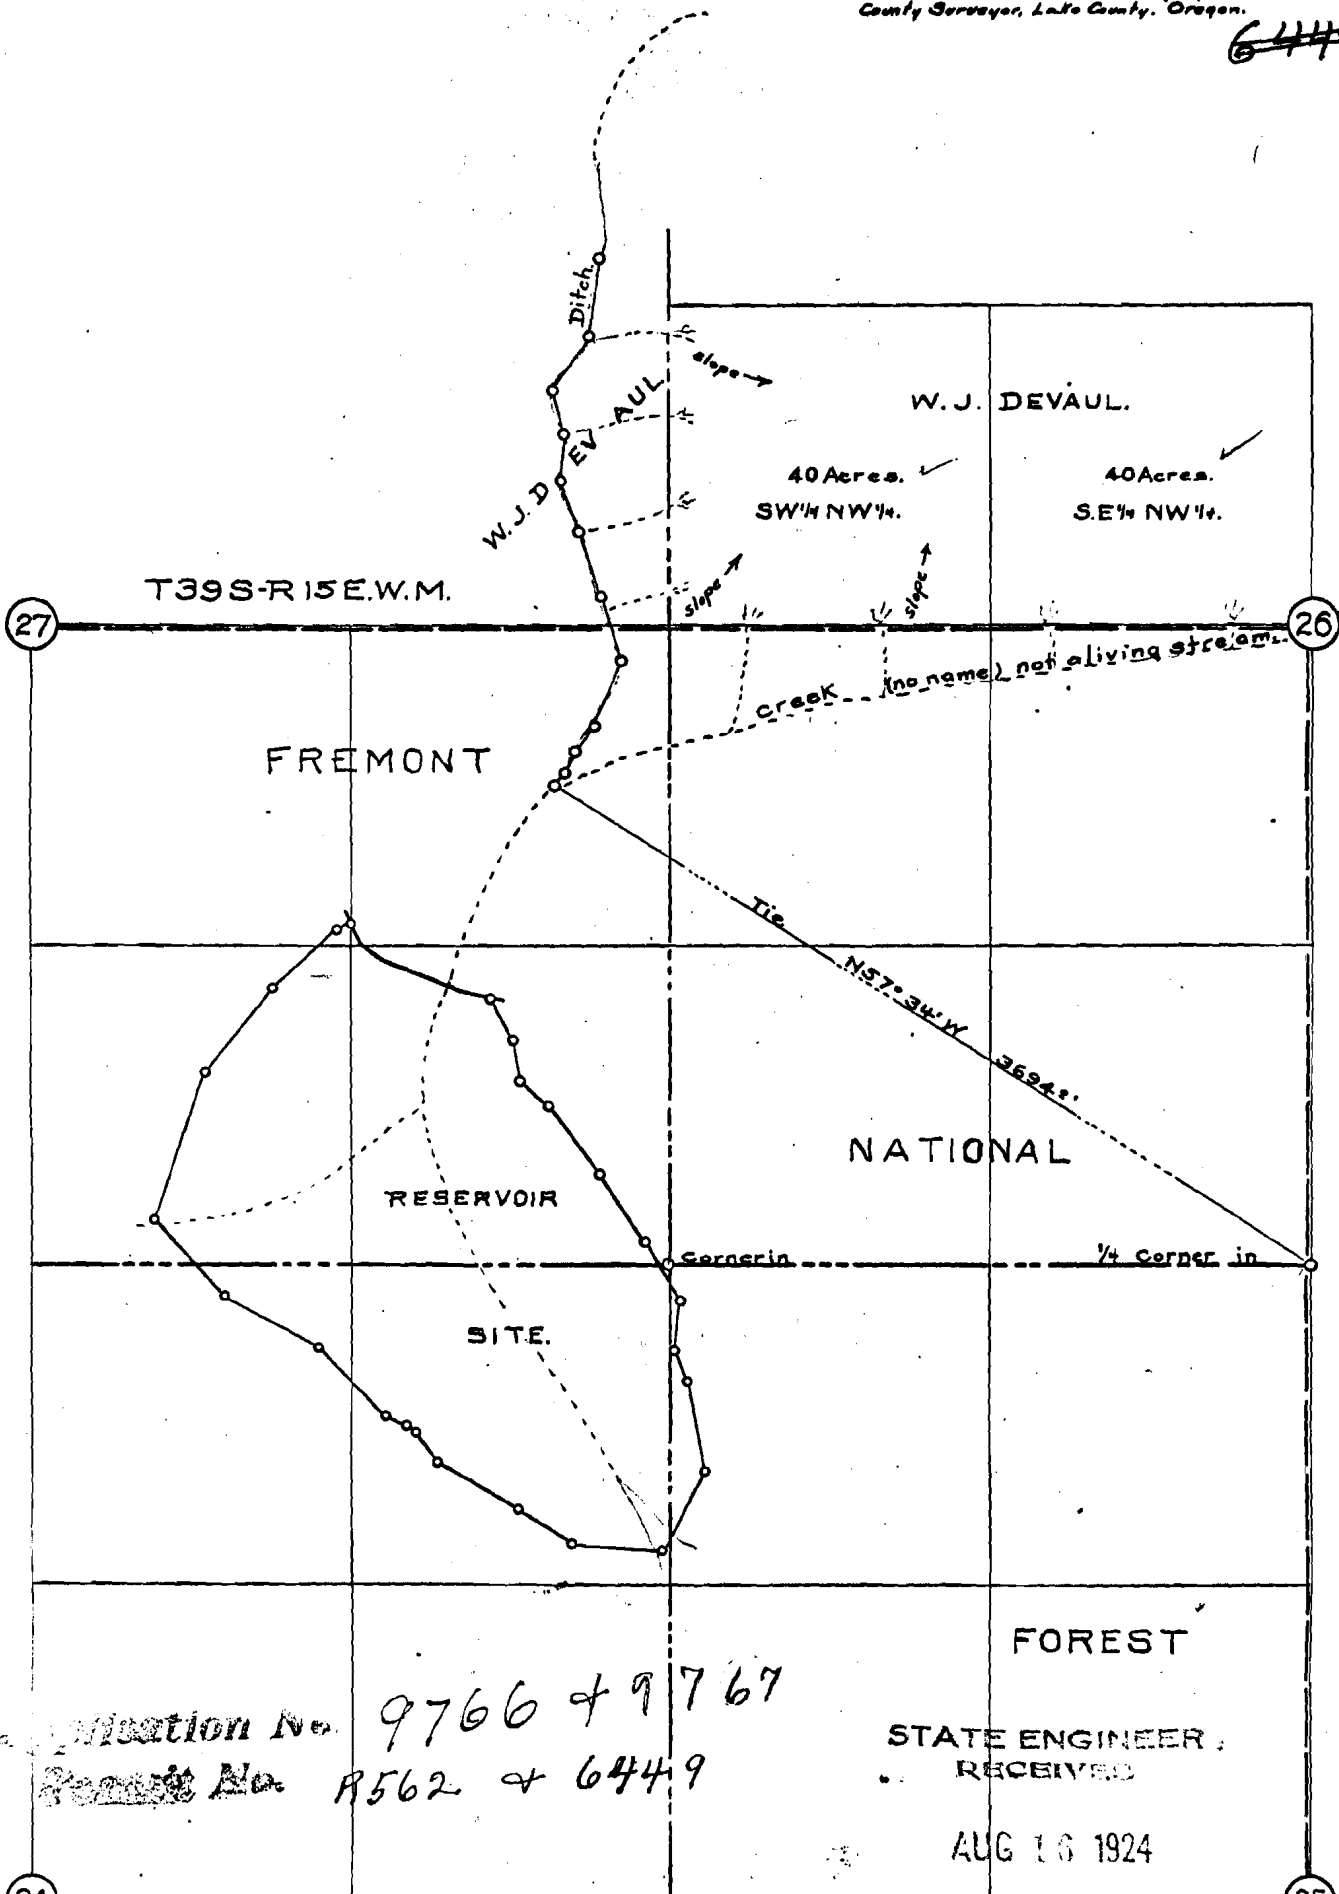 County Surveyor, Lake County, Oregon.
644
Ditch.
slope
W. J. DEVAUL
W. J. DEVAUL.
40 Acres.
40 Acres.
SW¼ NW¼.
S.E¼ NW¼.
T39S-R15E.W.M.
slope
slope
27
26
creek (no name) not a living stream.
FREMONT
Tie
N57°34'W 3694.2'
NATIONAL
RESERVOIR
Corner in
¼ Corner in
SITE.
FOREST
Application No. 9766 & 9767
Permit No. R562 & 6449
STATE ENGINEER
RECEIVED
AUG 16 1924